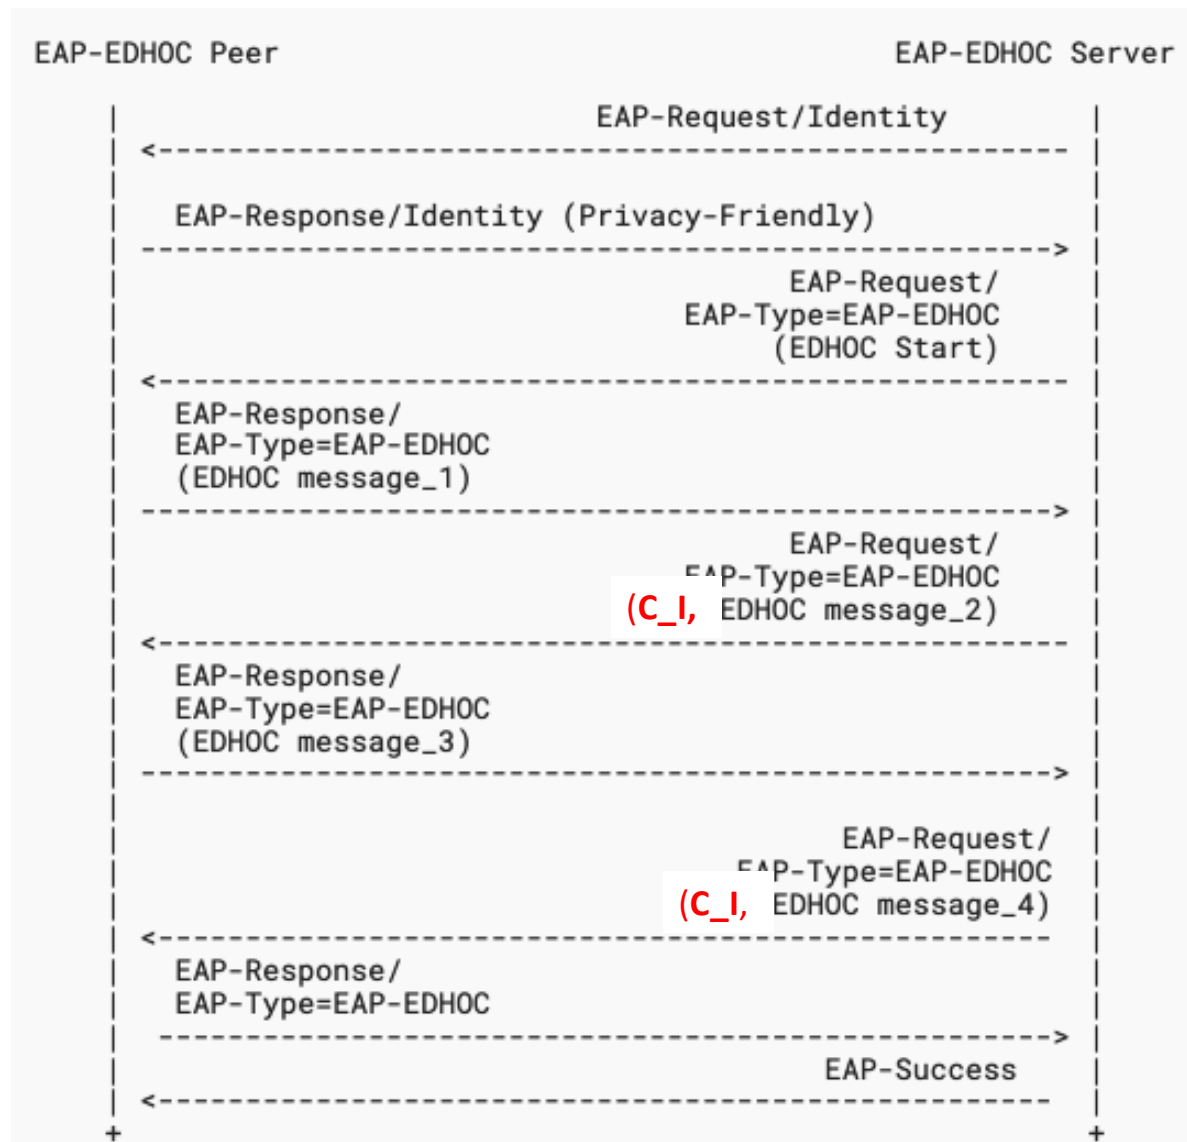 EAP-EDHOC Peer EAP-EDHOC Server
EAP-Request/Identity
EAP-Response/Identity (Privacy-Friendly)
EAP-Request/
EAP-Type=EAP-EDHOC
(EDHOC Start)
EAP-Response/
EAP-Type=EAP-EDHOC
(EDHOC message_1)
EAP-Request/
EAP-Type=EAP-EDHOC
(C_I, EDHOC message_2)
EAP-Response/
EAP-Type=EAP-EDHOC
(EDHOC message_3)
EAP-Request/
EAP-Type=EAP-EDHOC
(C_I, EDHOC message_4)
EAP-Response/
EAP-Type=EAP-EDHOC
EAP-Success